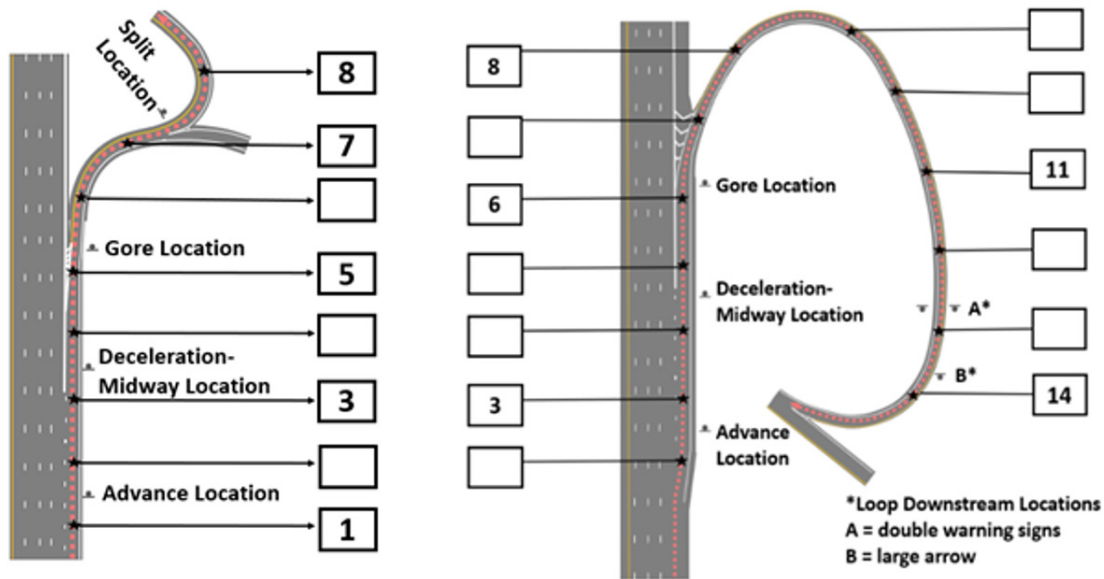 Split
Location
8
7
Gore Location
5
Deceleration-
Midway Location
3
Advance Location
1
8
6
3
Gore Location
Deceleration-
Midway Location
Advance
Location
11
A*
B*
14
*Loop Downstream Locations
A = double warning signs
B = large arrow